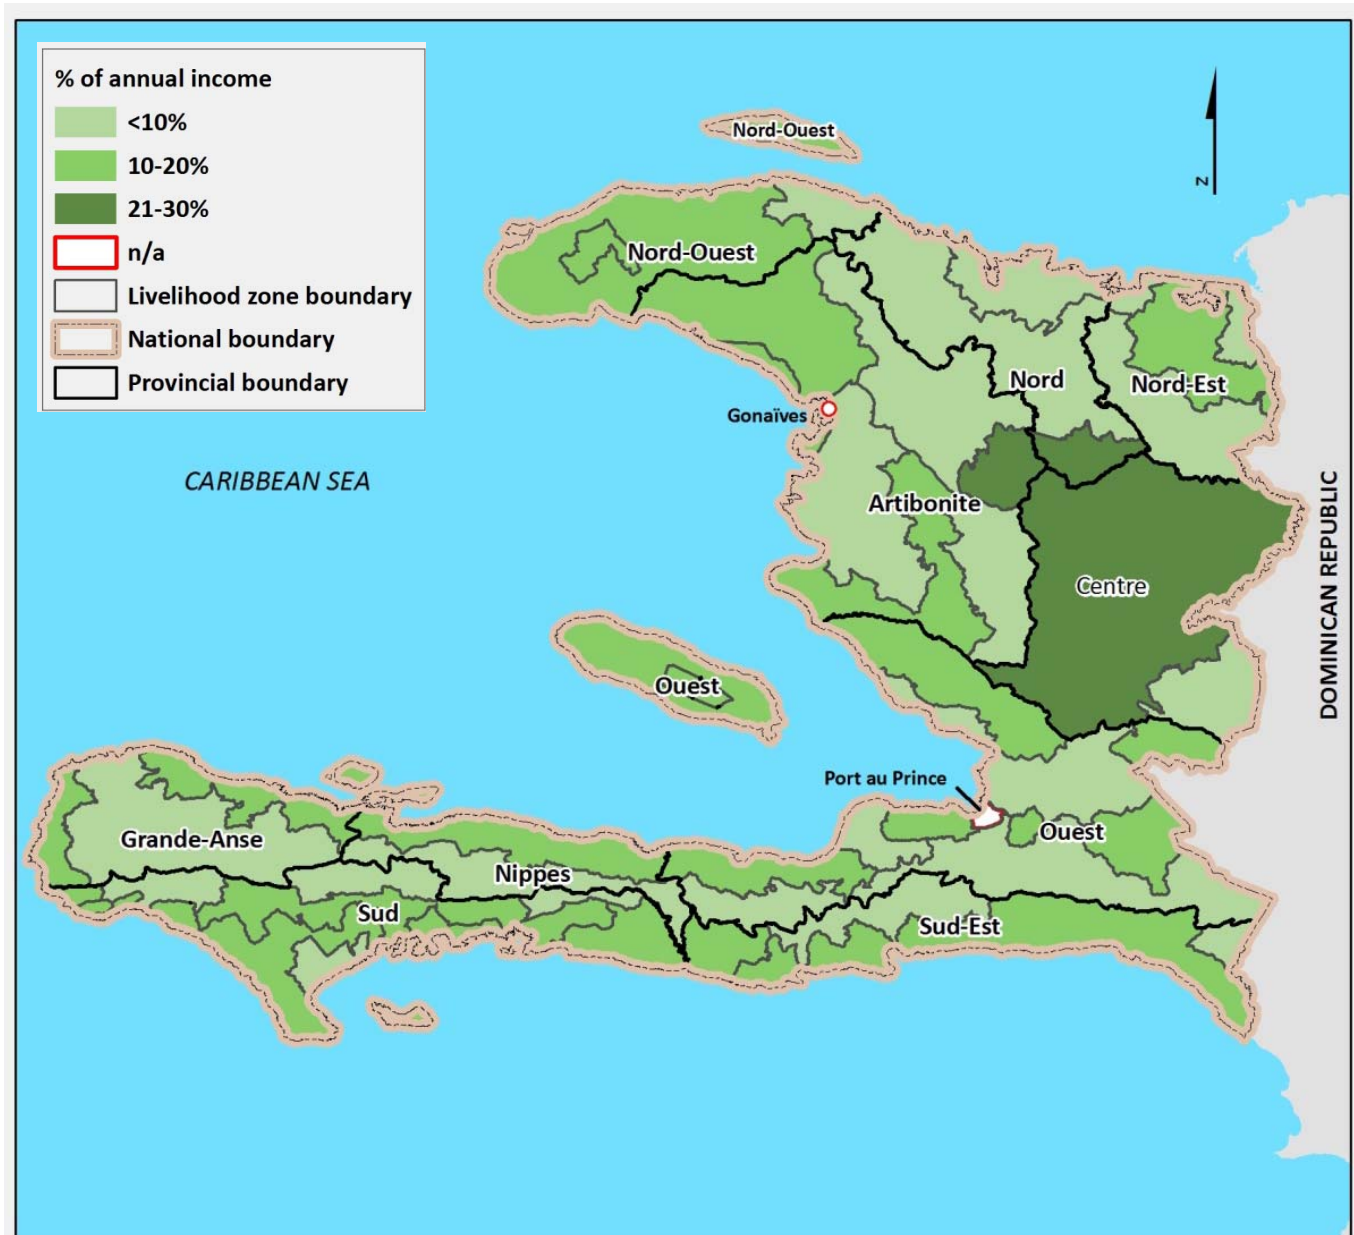 % of annual income
<10%
10-20%
21-30%
n/a
Livelihood zone boundary
National boundary
Provincial boundary
Nord-Ouest
Z
Nord-Ouest
Nord
Nord-Est
Gonaïves
CARIBBEAN SEA
Artibonite
Centre
DOMINICAN REPUBLIC
Ouest
Port au Prince
Ouest
Grande-Anse
Nippes
Sud
Sud-Est